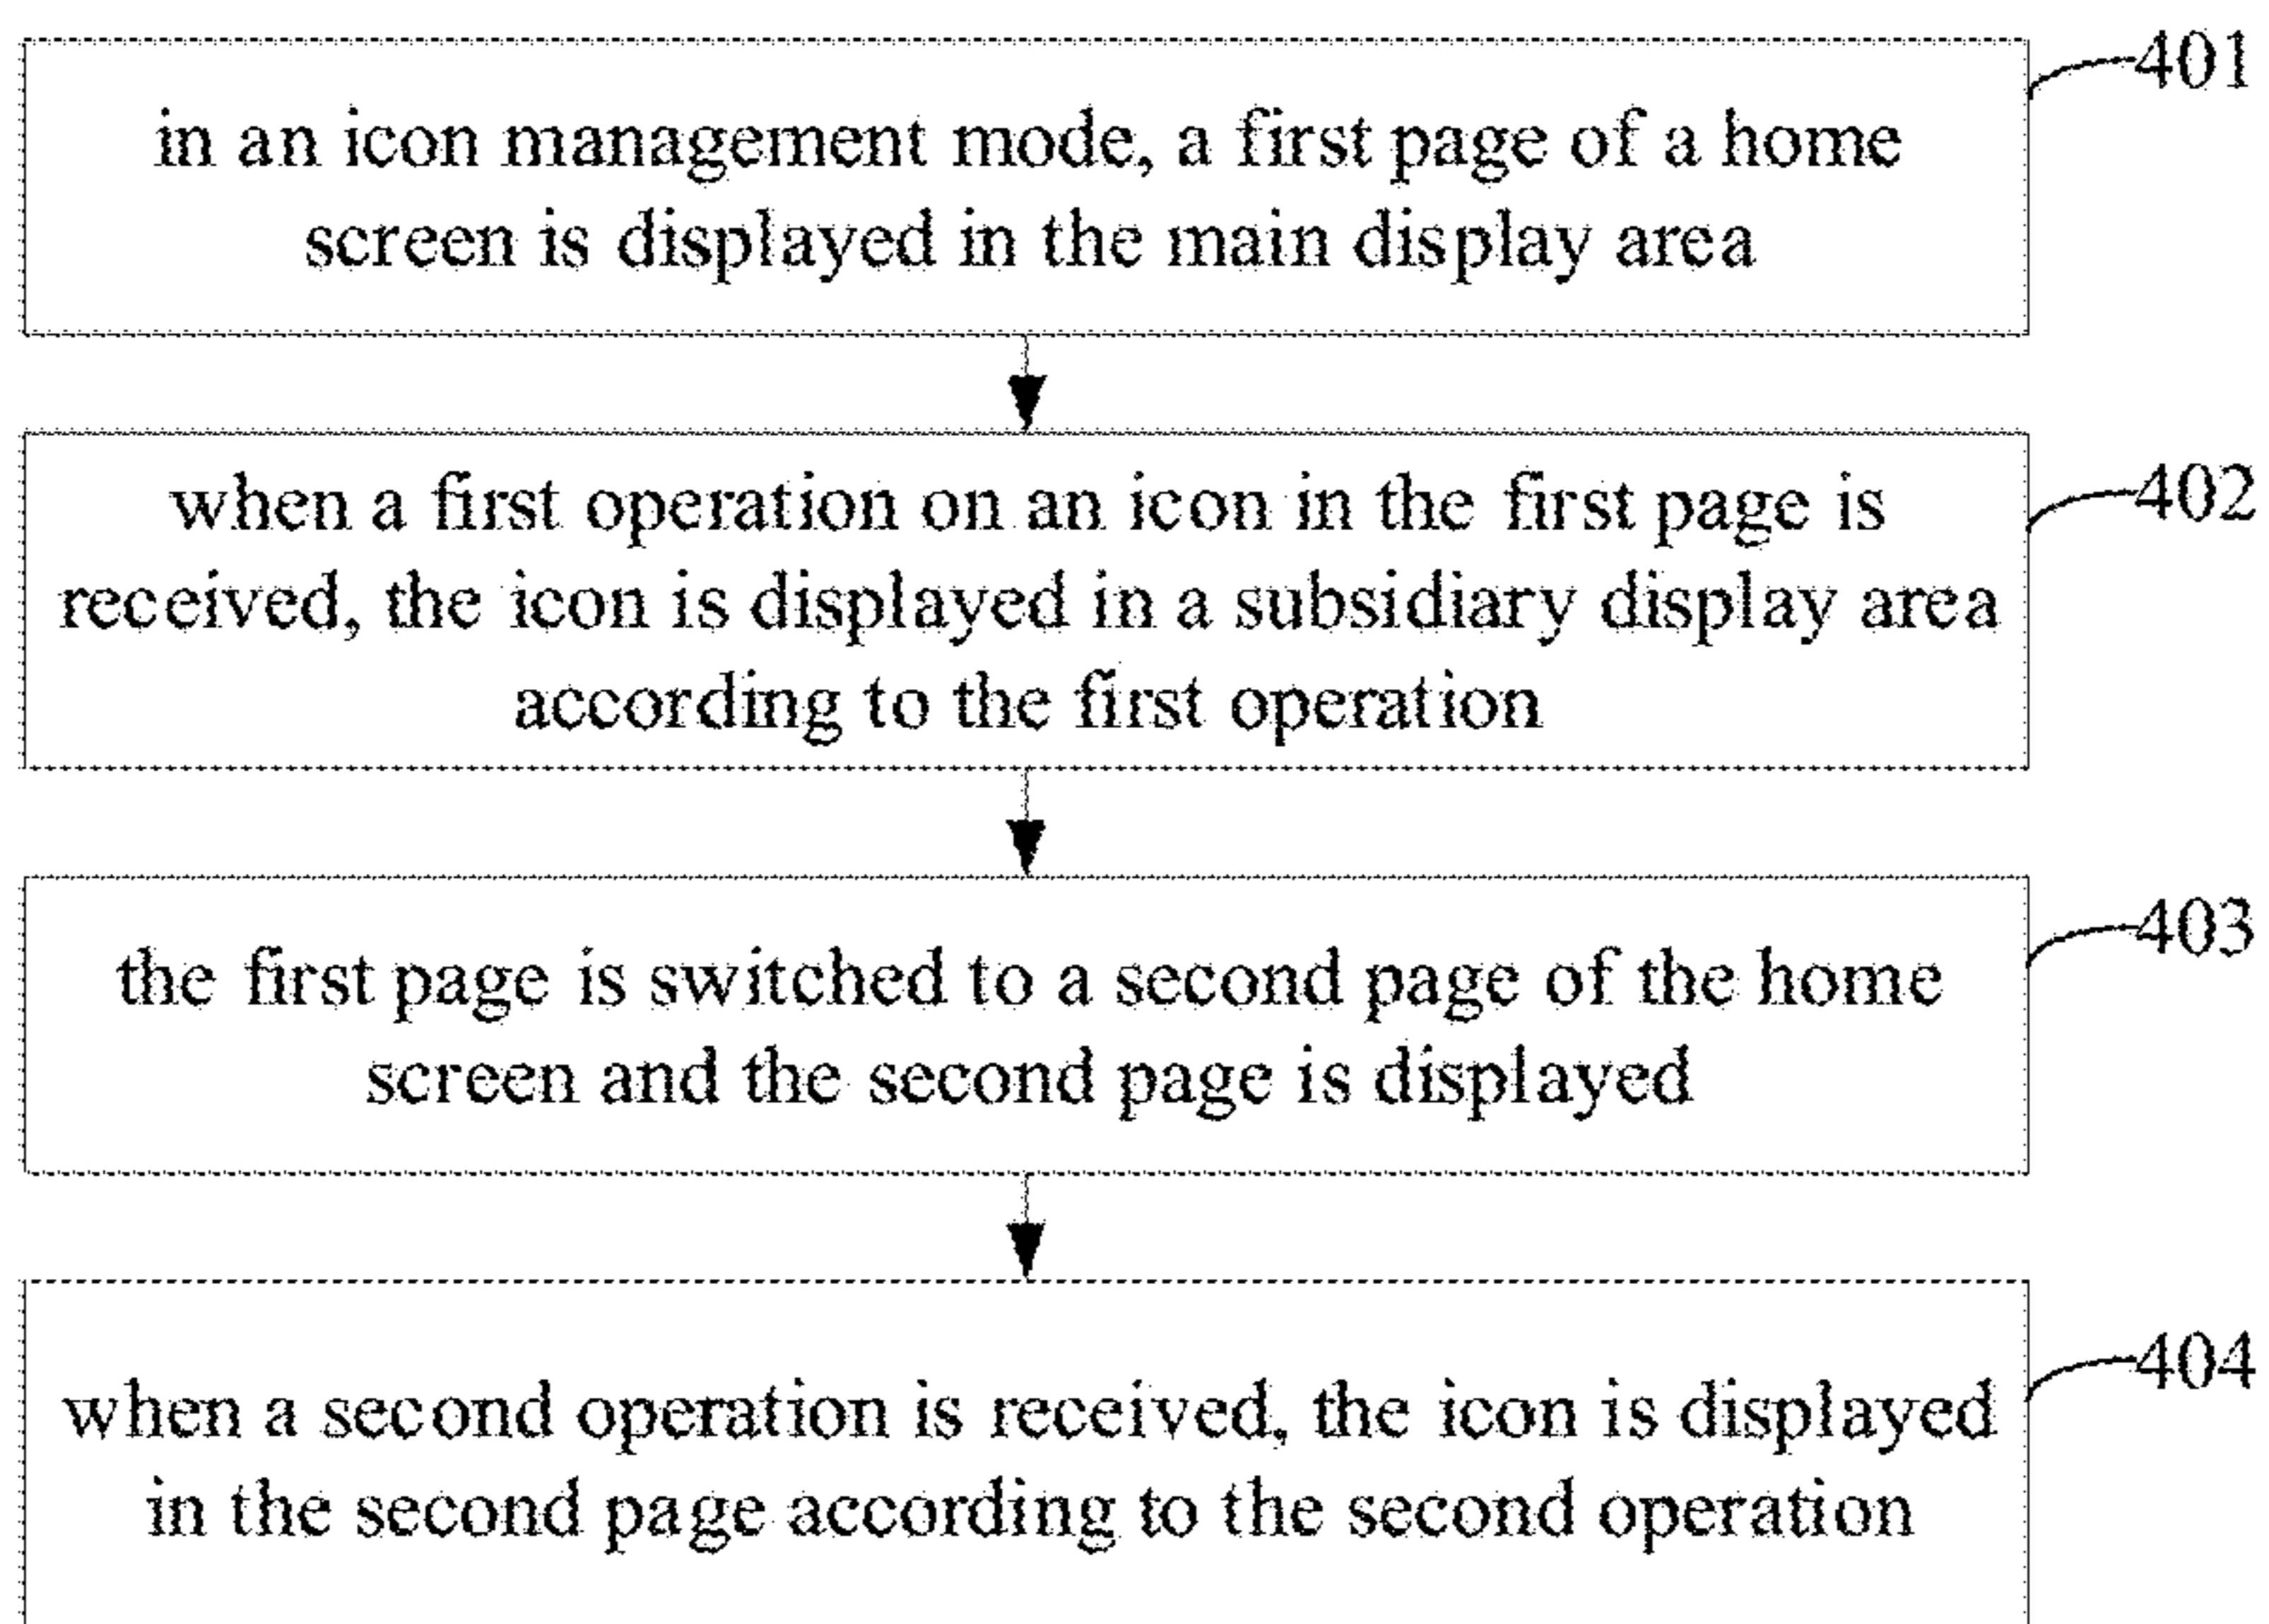 401
in an icon management mode, a first page of a home
screen is displayed in the main display area
402
when a first operation on an icon in the first page is
received, the icon is displayed in a subsidiary display area
according to the first operation
403
the first page is switched to a second page of the home
screen and the second page is displayed
404
when a second operation is received, the icon is displayed
in the second page according to the second operation